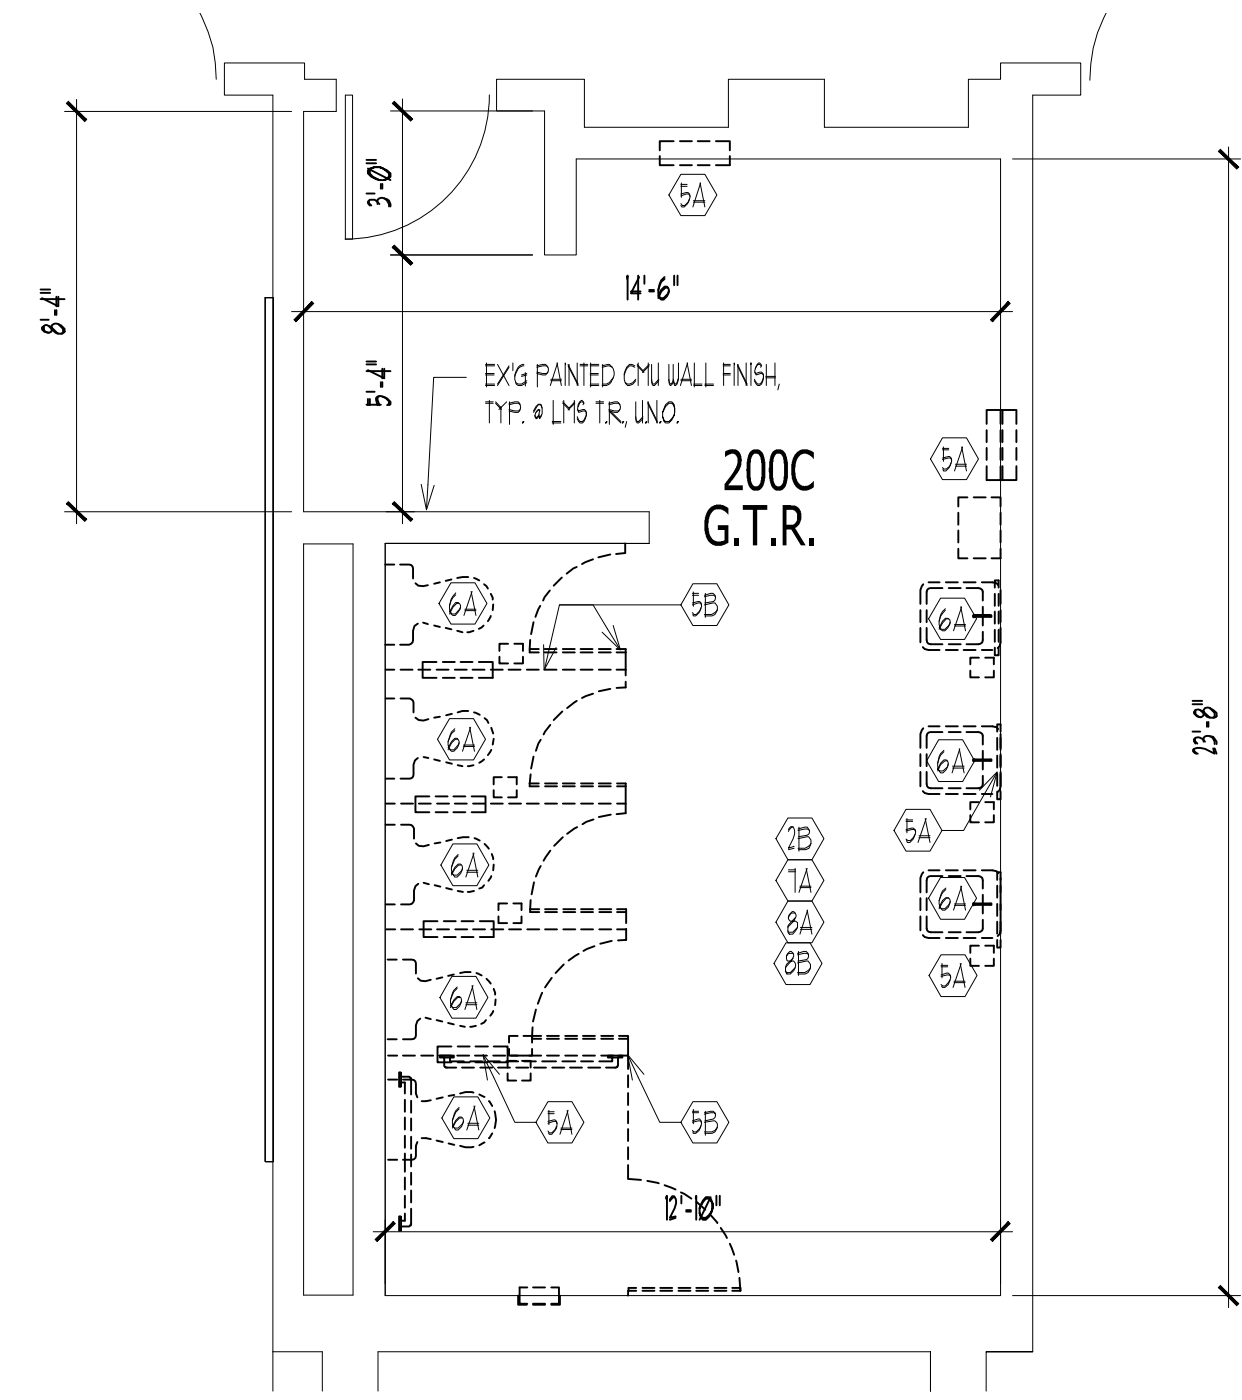 3'-0"
5A
8'-4"
14'-6"
5'-4"
EX'G PAINTED CMU WALL FINISH,
TYP. @ LMS T.R., U.N.O.
200C
G.T.R.
5A
6A
5B
6A
23'-8"
6A
6A
2B
5A
7A
6A
6A
8A
8B
5A
6A
6A
5A
5B
12'-10"